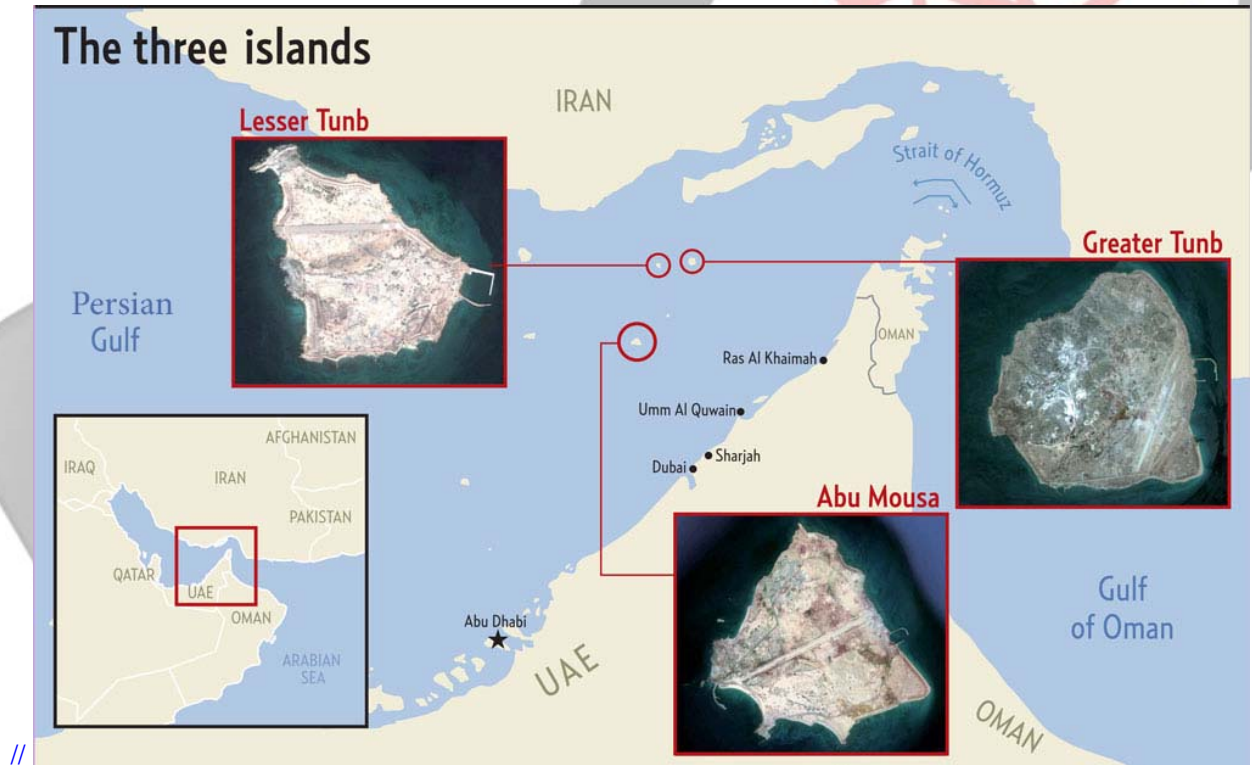 The three islands
IRAN
Lesser Tunb
Strait of Hormuz
Greater Tunb
Persian
Gulf
OMAN
Ras Al Khaimah
Umm Al Quwain
Sharjah
Dubai
Abu Mousa
AFGHANISTAN
IRAQ
IRAN
PAKISTAN
QATAR
UAE
OMAN
ARABIAN
SEA
Abu Dhabi
UAE
Gulf
of Oman
OMAN
//